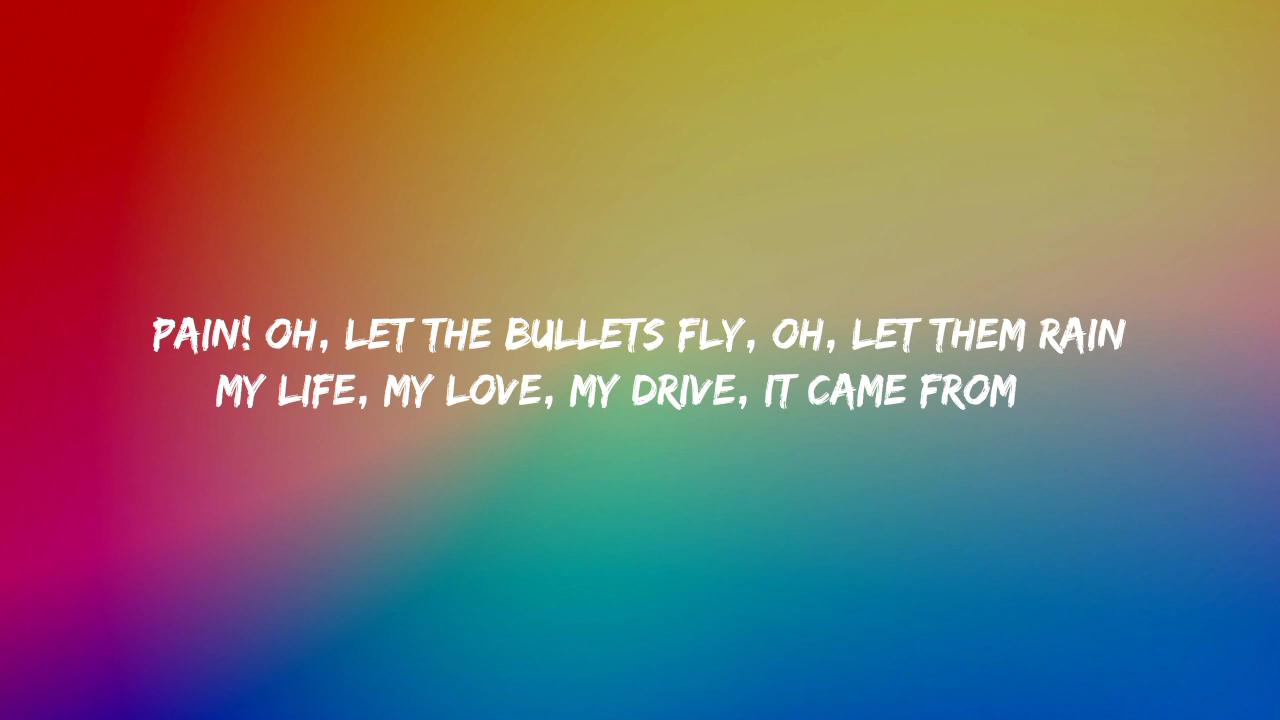 PAIN! OH, LET THE BULLETS FLY, OH, LET THEM RAIN
MY LIFE, MY LOVE, MY DRIVE, IT CAME FROM